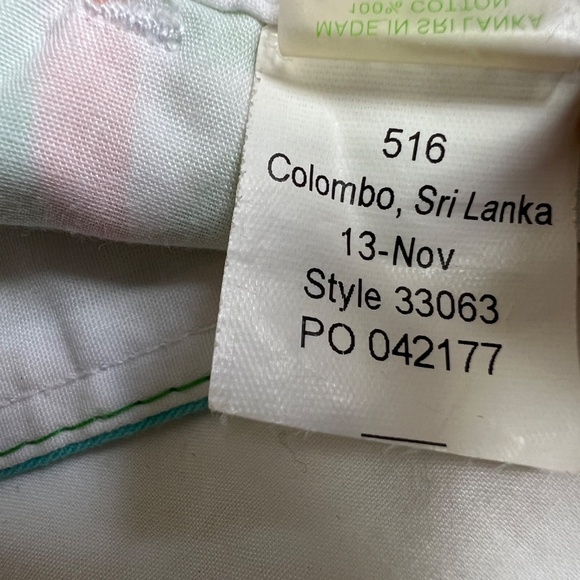 100% COTTON
MADE IN SRI LANKA
516
Colombo, Sri Lanka
13-Nov
Style 33063
PO 042177